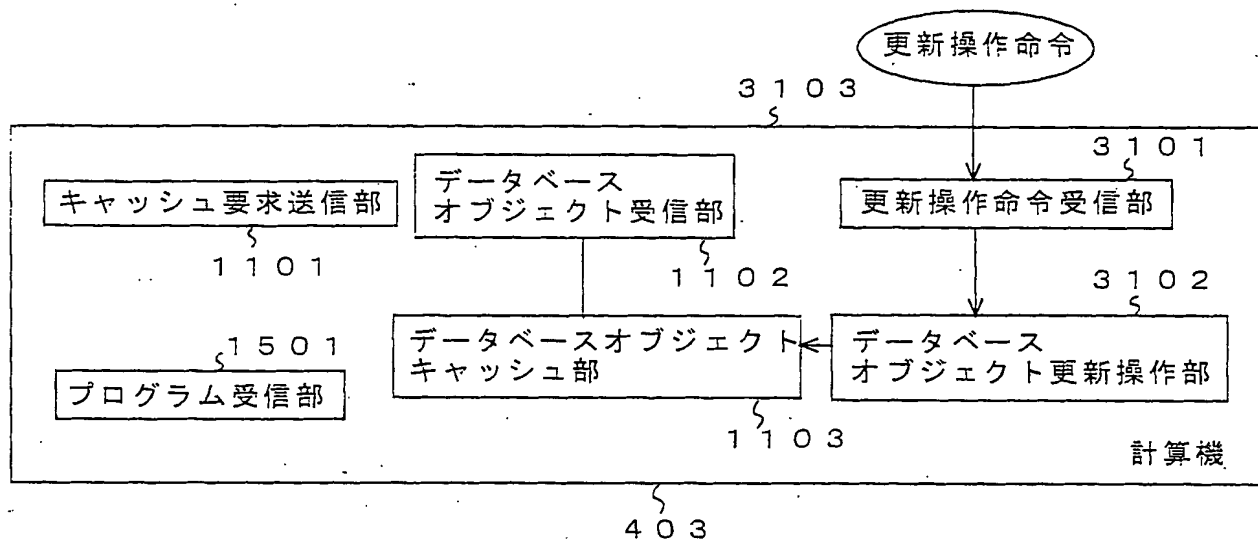 更新操作命令
３１０３
３１０１
キャッシュ要求送信部
データベース
オブジェクト受信部
更新操作命令受信部
１１０１
１１０２
３１０２
１５０１
データベースオブジェクト
キャッシュ部
データベース
オブジェクト更新操作部
プログラム受信部
１１０３
計算機
４０３